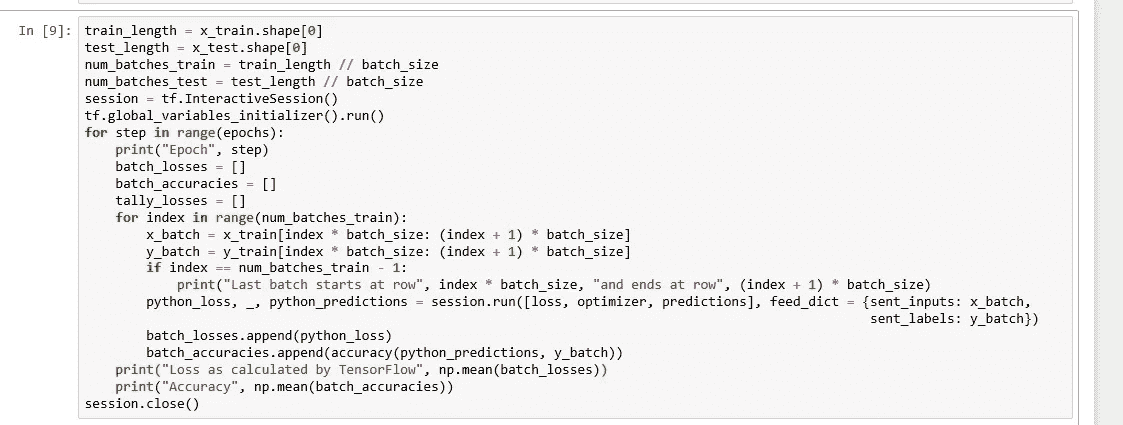 In [9]:
train_length = x_train.shape[0]
test_length = x_test.shape[0]
num_batches_train = train_length // batch_size
num_batches_test = test_length // batch_size
session = tf.InteractiveSession()
tf.global_variables_initializer().run()
for step in range(epochs):
    print("Epoch", step)
    batch_losses = []
    batch_accuracies = []
    tally_losses = []
    for index in range(num_batches_train):
        x_batch = x_train[index * batch_size: (index + 1) * batch_size]
        y_batch = y_train[index * batch_size: (index + 1) * batch_size]
        if index == num_batches_train - 1:
            print("Last batch starts at row", index * batch_size, "and ends at row", (index + 1) * batch_size)
        python_loss, _, python_predictions = session.run([loss, optimizer, predictions], feed_dict = {sent_inputs: x_batch,
                                                                                                      sent_labels: y_batch})
        batch_losses.append(python_loss)
        batch_accuracies.append(accuracy(python_predictions, y_batch))
    print("Loss as calculated by TensorFlow", np.mean(batch_losses))
    print("Accuracy", np.mean(batch_accuracies))
session.close()